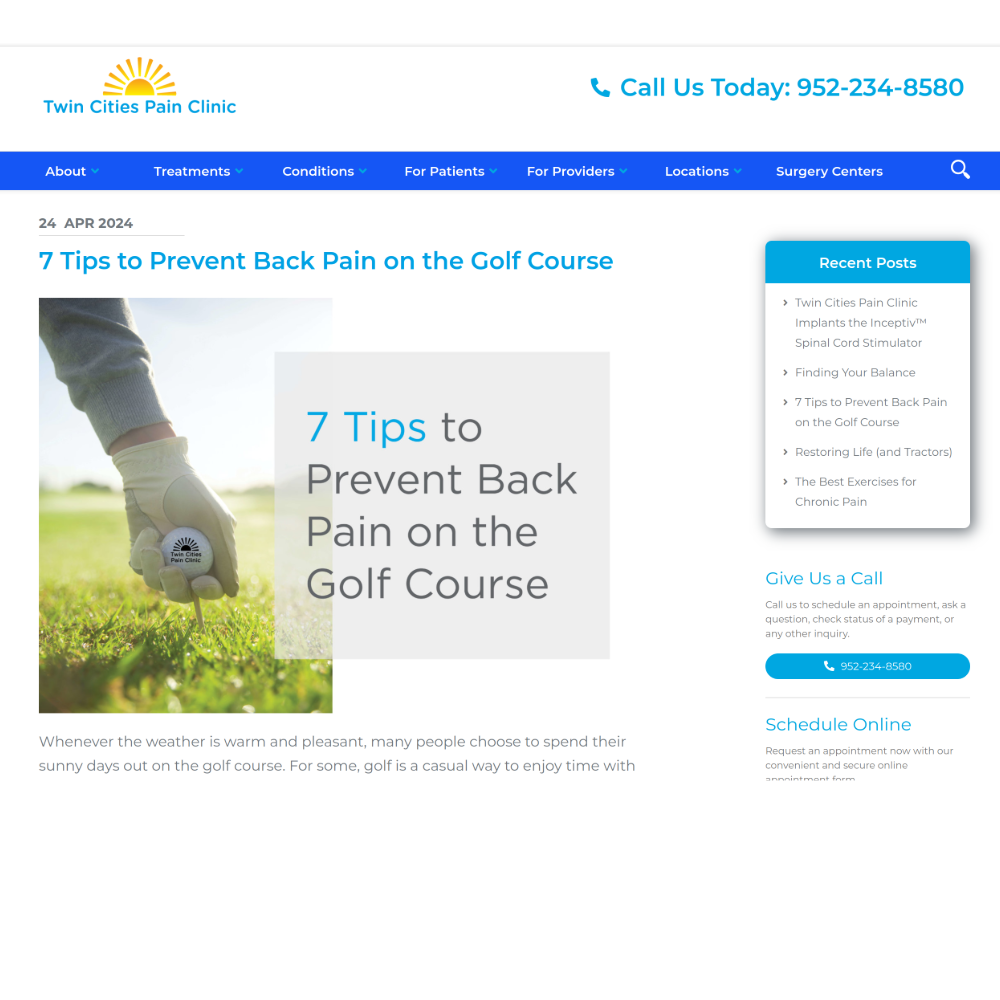 Twin Cities Pain Clinic
Call Us Today: 952-234-8580
About
Treatments
Conditions
For Patients
For Providers
Locations
Surgery Centers
24 APR 2024
7 Tips to Prevent Back Pain on the Golf Course
Twin Cities
Pain Clinic
7 Tips to
Prevent Back
Pain on the
Golf Course
Whenever the weather is warm and pleasant, many people choose to spend their
sunny days out on the golf course. For some, golf is a casual way to enjoy time with
Recent Posts
Twin Cities Pain Clinic
Implants the Inceptiv™
Spinal Cord Stimulator
Finding Your Balance
7 Tips to Prevent Back Pain
on the Golf Course
Restoring Life (and Tractors)
The Best Exercises for
Chronic Pain
Give Us a Call
Call us to schedule an appointment, ask a
question, check status of a payment, or
any other inquiry.
952-234-8580
Schedule Online
Request an appointment now with our
convenient and secure online
appointment form